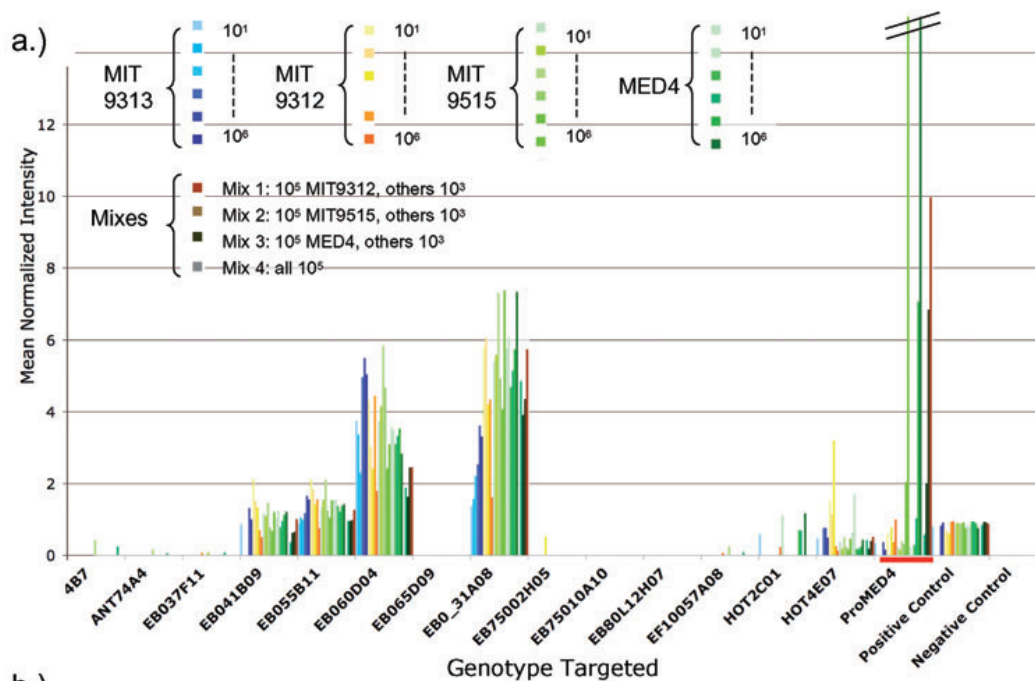 a.)
MIT 9313
10¹
10⁶
MIT 9312
10¹
10⁶
MIT 9515
10¹
10⁶
MED4
10¹
10⁶
Mixes
Mix 1: 10⁵ MIT9312, others 10³
Mix 2: 10⁵ MIT9515, others 10³
Mix 3: 10⁵ MED4, others 10³
Mix 4: all 10⁵
Mean Normalized Intensity
12
10
8
6
4
2
0
4B7
ANT74A4
EB037F11
EB041B09
EB055B11
EB060D04
EB065D09
EB0_31A08
EB75002H05
EB75010A10
EB80L12H07
EF10057A08
HOT2C01
HOT4E07
ProMED4
Positive Control
Negative Control
Genotype Targeted